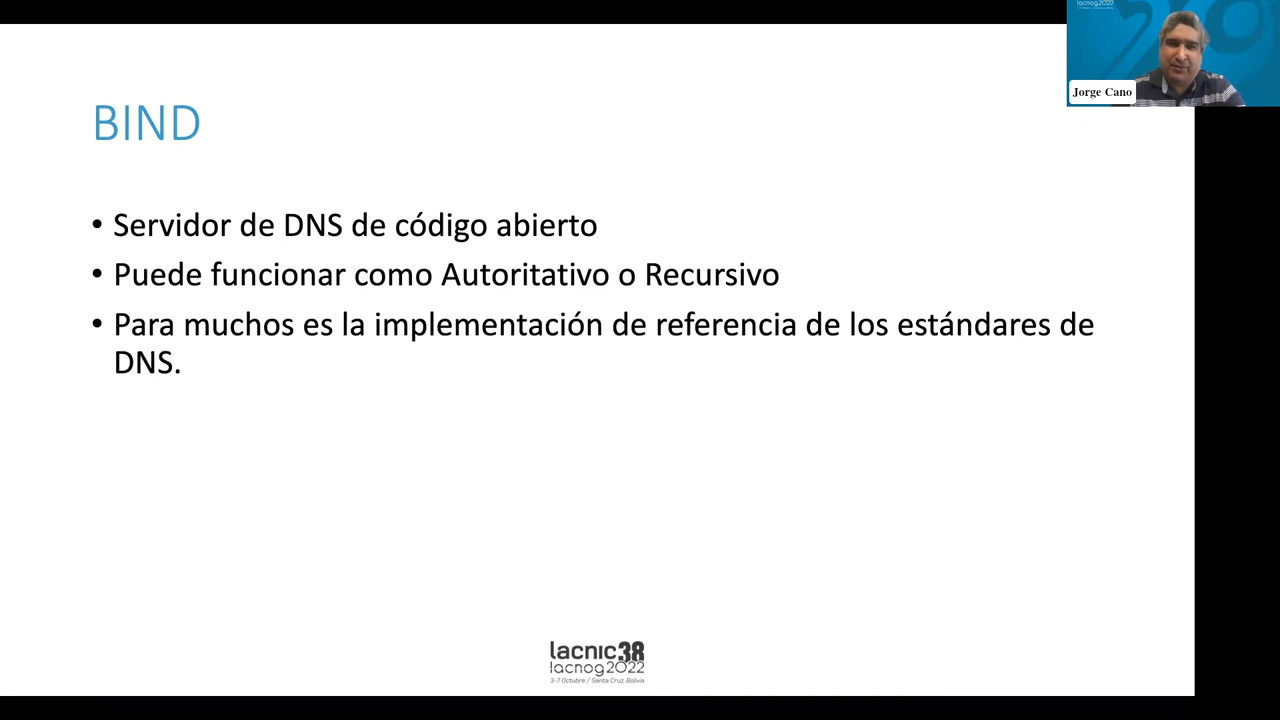 lacnog2022
Jorge Cano
BIND
• Servidor de DNS de código abierto
• Puede funcionar como Autoritativo o Recursivo
• Para muchos es la implementación de referencia de los estándares de
DNS.
lacnic38
lacnog2022
3-7 Octubre / Santa Cruz, Bolivia